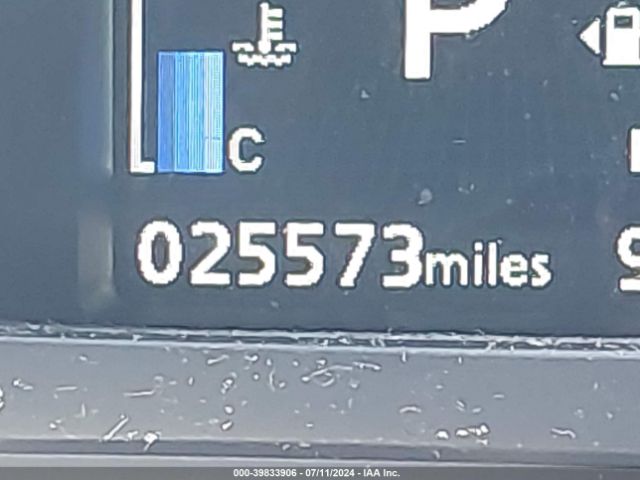 P
C
025573miles
000-39833906 - 07/11/2024 - IAA Inc.